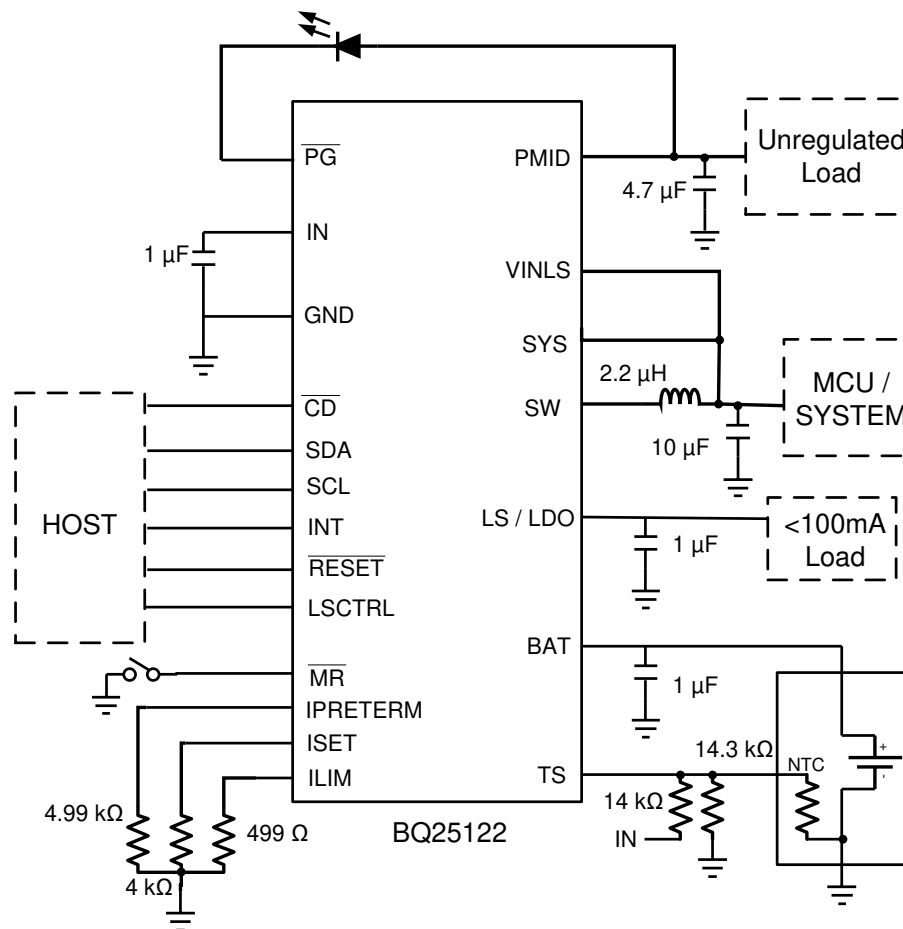 PG
PMID
Unregulated
Load
4.7 µF
IN
1 µF
VINLS
GND
SYS
2.2 µH
MCU /
SYSTEM
CD
SW
10 µF
SDA
SCL
HOST
INT
LS / LDO
<100mA
Load
1 µF
RESET
LSCTRL
BAT
MR
1 µF
IPRETERM
ISET
14.3 kΩ
NTC
+
-
ILIM
TS
4.99 kΩ
499 Ω
14 kΩ
IN
BQ25122
4 kΩ